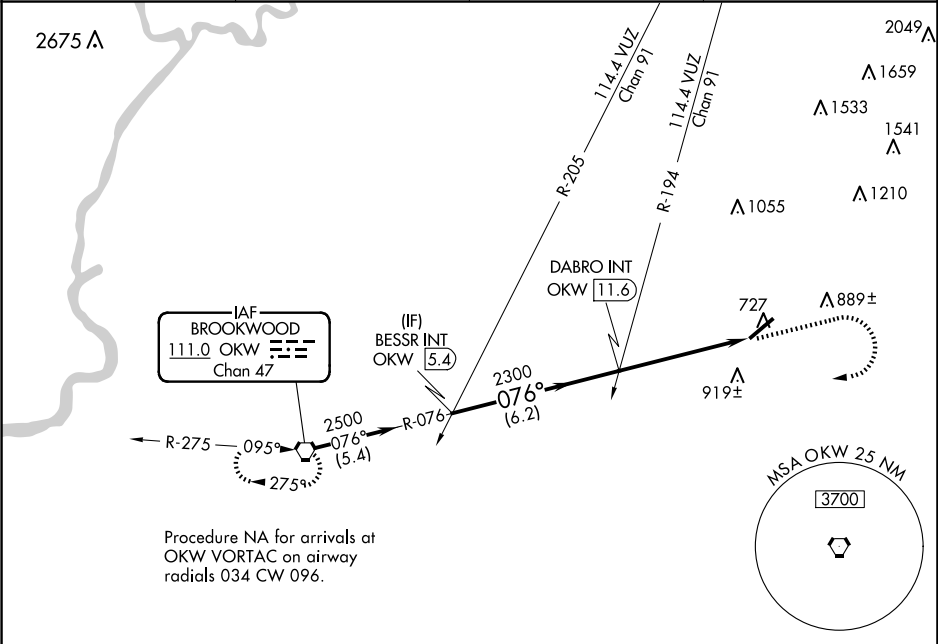 2675
2049
1659
1533
1541
1210
1055
114.4 VUZ
Chan 91
114.4 VUZ
Chan 91
R-205
R-194
DABRO INT
OKW 11.6
(IF)
BESSR INT
OKW 5.4
727
889±
919±
IAF
BROOKWOOD
111.0 OKW
Chan 47
2300
076°
(6.2)
2500
076°
(5.4)
R-076
R-275
095°
275°
MSA OKW 25 NM
3700
Procedure NA for arrivals at
OKW VORTAC on airway
radials 034 CW 096.